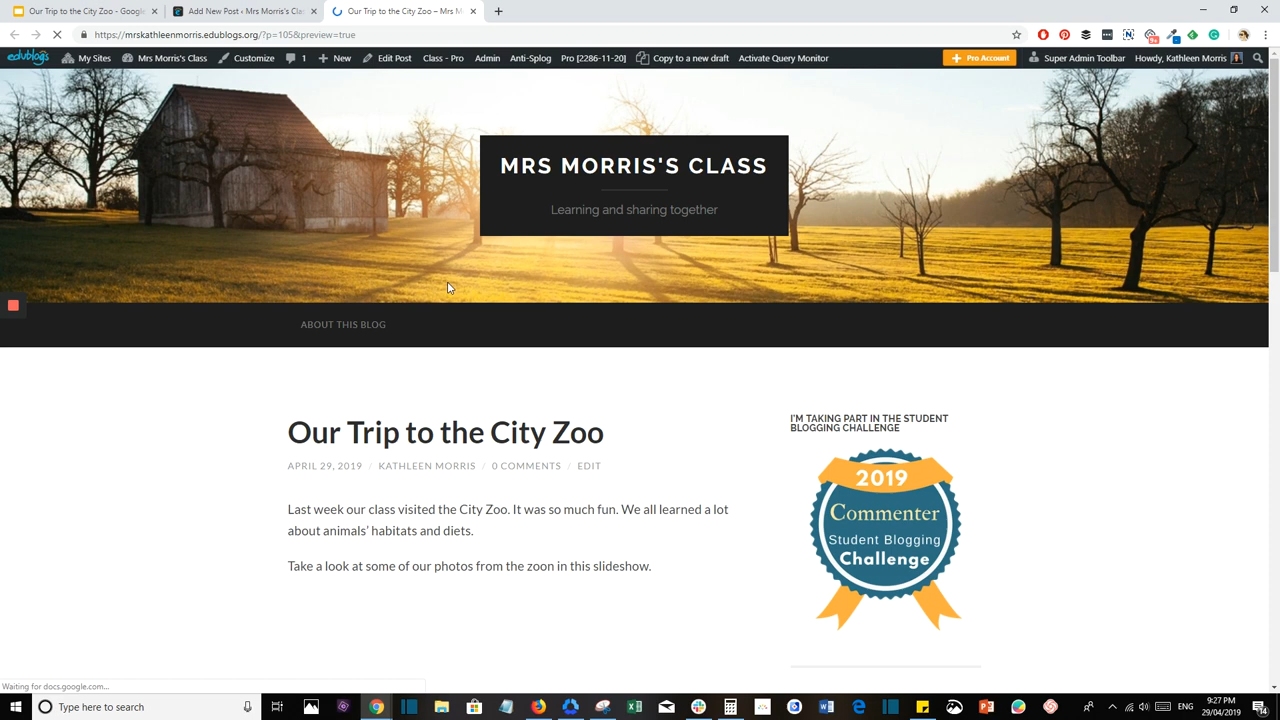 Our Trip to the City Zoo - Google
Add New Post ‹ Mrs Morris's Clas
Our Trip to the City Zoo – Mrs M
https://mrskathleenmorris.edublogs.org/?p=105&preview=true
edublogs My Sites Mrs Morris's Class Customize 1 New Edit Post Class - Pro Admin Anti-Splog Pro [2286-11-20] Copy to a new draft Activate Query Monitor Pro Account Super Admin Toolbar Howdy, Kathleen Morris
MRS MORRIS'S CLASS
Learning and sharing together
ABOUT THIS BLOG
Our Trip to the City Zoo
APRIL 29, 2019 / KATHLEEN MORRIS / 0 COMMENTS / EDIT
Last week our class visited the City Zoo. It was so much fun. We all learned a lot
about animals' habitats and diets.
Take a look at some of our photos from the zoon in this slideshow.
I'M TAKING PART IN THE STUDENT
BLOGGING CHALLENGE
2019
Commenter
Student Blogging
Challenge
Waiting for docs.google.com...
Type here to search
ENG
9:27 PM
29/04/2019
14